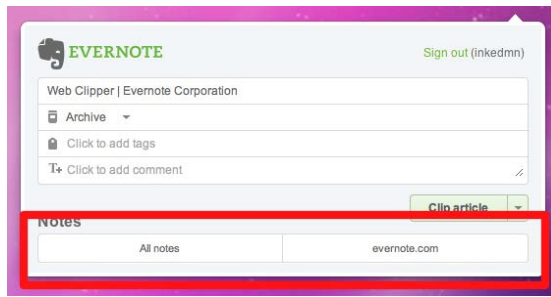 EVERNOTE
Sign out (inkedmn)
Web Clipper | Evernote Corporation
Archive
Click to add tags
T+ Click to add comment
Clip article
Notes
All notes
evernote.com